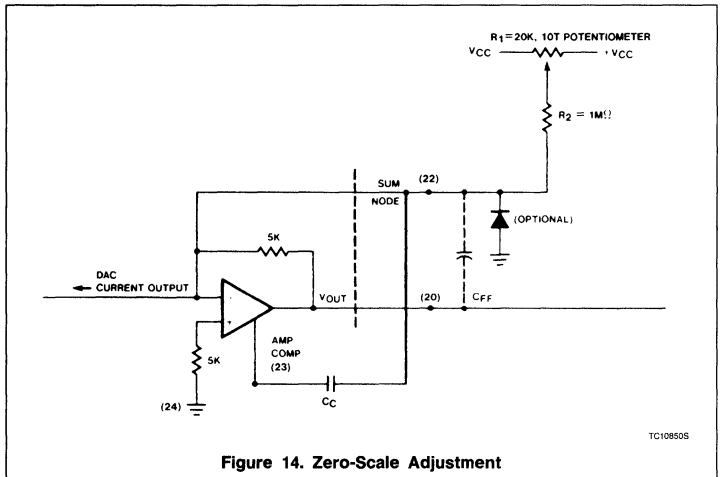 R1 = 20K, 10T POTENTIOMETER
VCC
+VCC
R2 = 1MΩ
SUM
NODE
(22)
(OPTIONAL)
5K
DAC
CURRENT OUTPUT
VOUT
(20)
CFF
+
AMP
COMP
(23)
5K
(24)
CC
TC10850S
Figure 14. Zero-Scale Adjustment